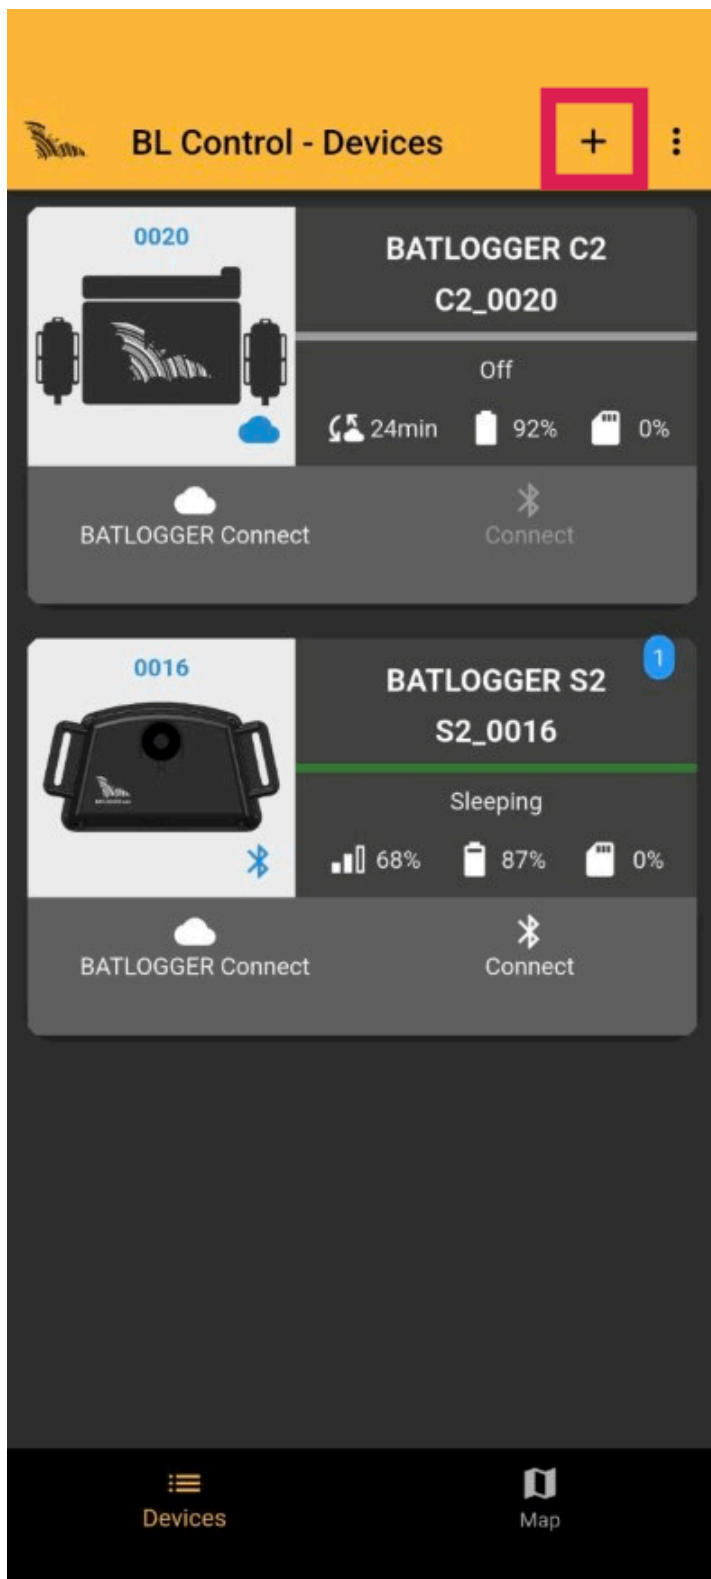 BL Control - Devices
0020
BATLOGGER C2
C2_0020
Off
24min 92% 0%
BATLOGGER Connect Connect
0016
BATLOGGER S2
1
S2_0016
Sleeping
68% 87% 0%
BATLOGGER Connect Connect
Devices Map